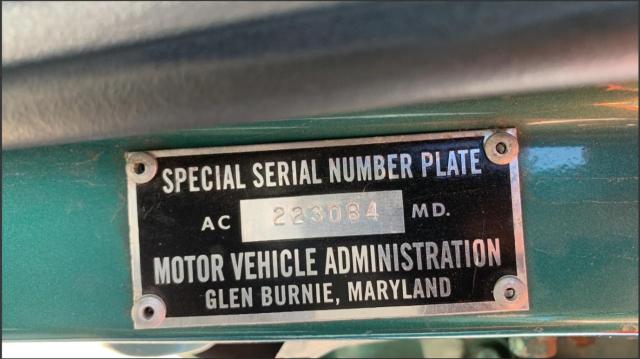 SPECIAL SERIAL NUMBER PLATE
AC 223084 MD.
MOTOR VEHICLE ADMINISTRATION
GLEN BURNIE, MARYLAND